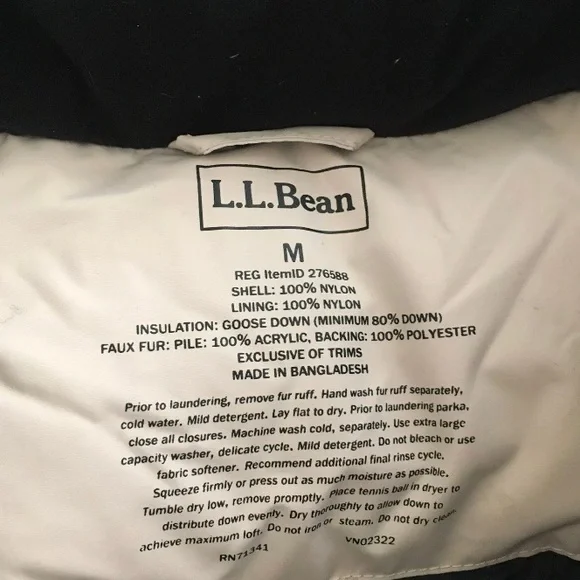 L.L.Bean
M
REG ItemID 276588
SHELL: 100% NYLON
LINING: 100% NYLON
INSULATION: GOOSE DOWN (MINIMUM 80% DOWN)
FAUX FUR: PILE: 100% ACRYLIC, BACKING: 100% POLYESTER
EXCLUSIVE OF TRIMS
MADE IN BANGLADESH
Prior to laundering, remove fur ruff. Hand wash fur ruff separately,
cold water. Mild detergent. Lay flat to dry. Prior to laundering parka,
close all closures. Machine wash cold, separately. Use extra large
capacity washer, delicate cycle. Mild detergent. Do not bleach or use
fabric softener. Recommend additional final rinse cycle.
Squeeze firmly or press out as much moisture as possible.
Tumble dry low, remove promptly. Place tennis ball in dryer to
distribute down evenly. Dry thoroughly to allow down to
achieve maximum loft. Do not iron or steam. Do not dry clean.
RN71341 VN02322